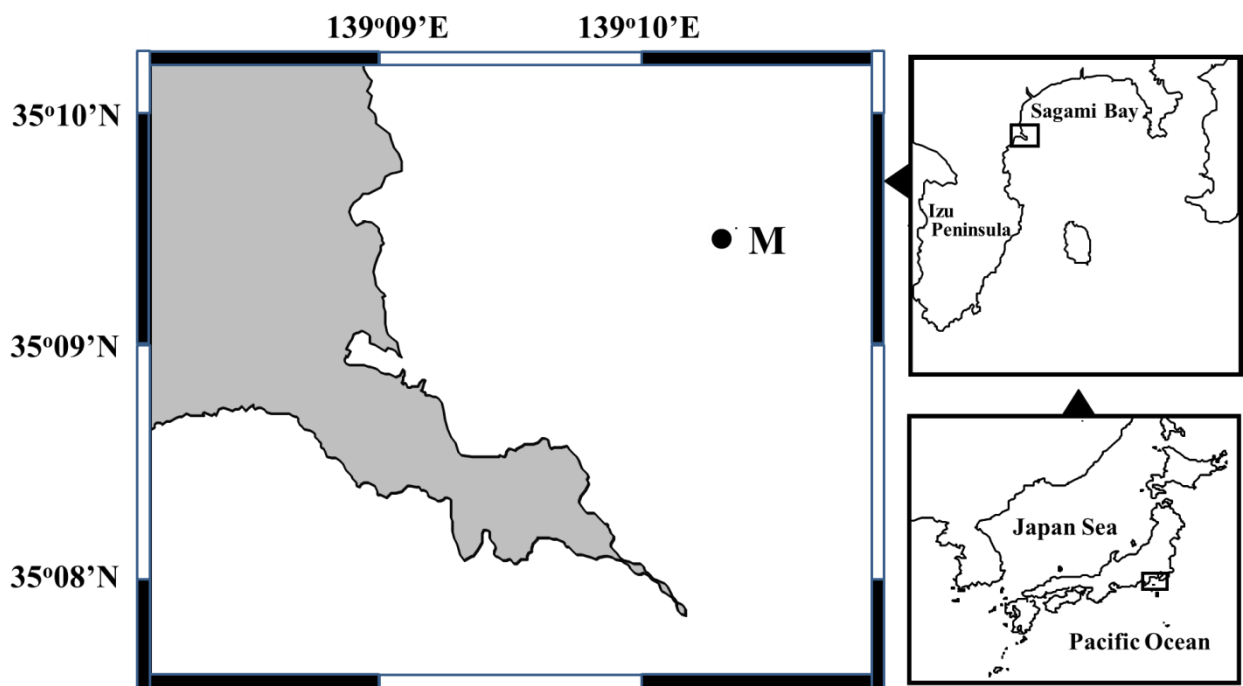 139°09’E 139°10’E
35°10’N
35°09’N
35°08’N
M
Sagami Bay
Izu
Peninsula
Japan Sea
Pacific Ocean